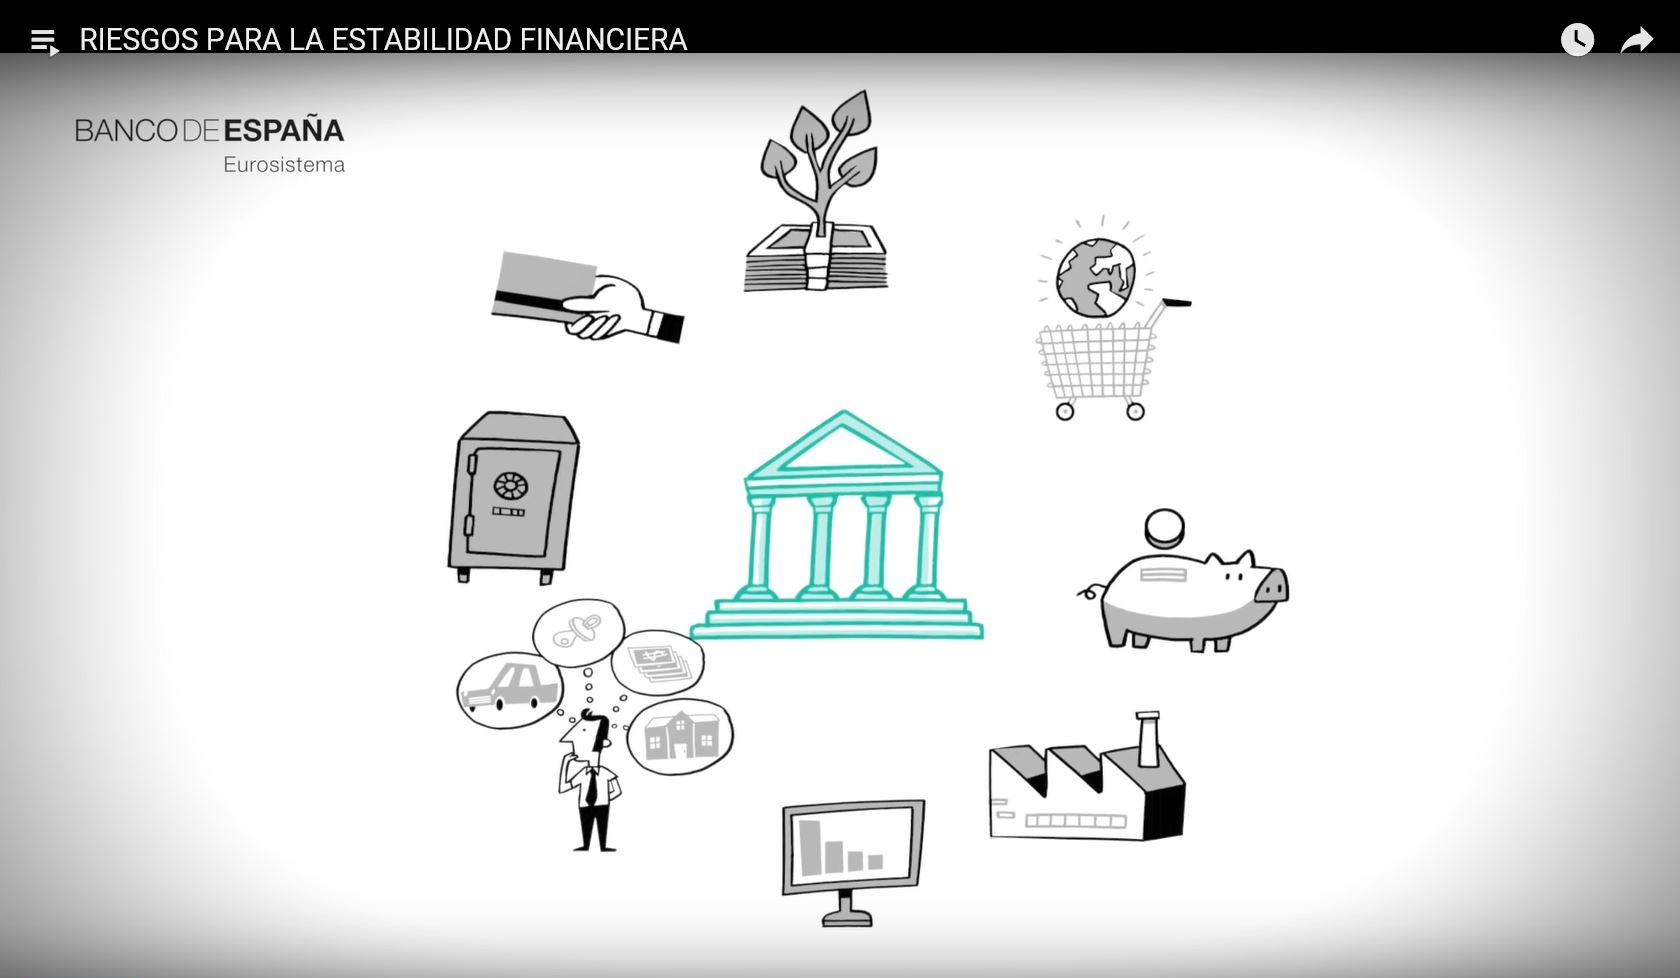 RIESGOS PARA LA ESTABILIDAD FINANCIERA
BANCO DE ESPAÑA
Eurosistema